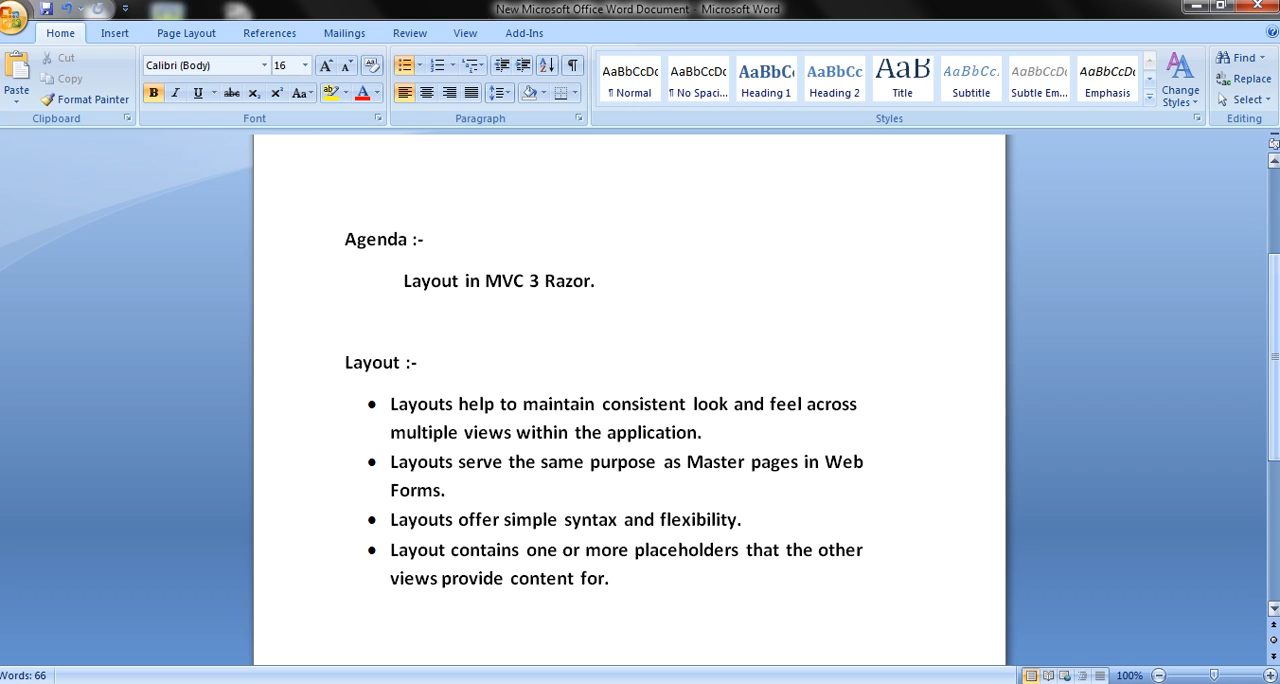 New Microsoft Office Word Document - Microsoft Word
Home Insert Page Layout References Mailings Review View Add-Ins
Cut
Copy
Format Painter
Paste
Clipboard
Calibri (Body) 16
B I U abc x₂ x² Aa
Font
Paragraph
AaBbCcDc AaBbCcDc AaBbC AaBbCc AaB AaBbCc. AaBbCcDc AaBbCcDc
¶ Normal ¶ No Spaci... Heading 1 Heading 2 Title Subtitle Subtle Em... Emphasis
Change
Styles
Styles
Find
Replace
Select
Editing
Agenda :-
Layout in MVC 3 Razor.
Layout :-
• Layouts help to maintain consistent look and feel across
multiple views within the application.
• Layouts serve the same purpose as Master pages in Web
Forms.
• Layouts offer simple syntax and flexibility.
• Layout contains one or more placeholders that the other
views provide content for.
Words: 66
100%